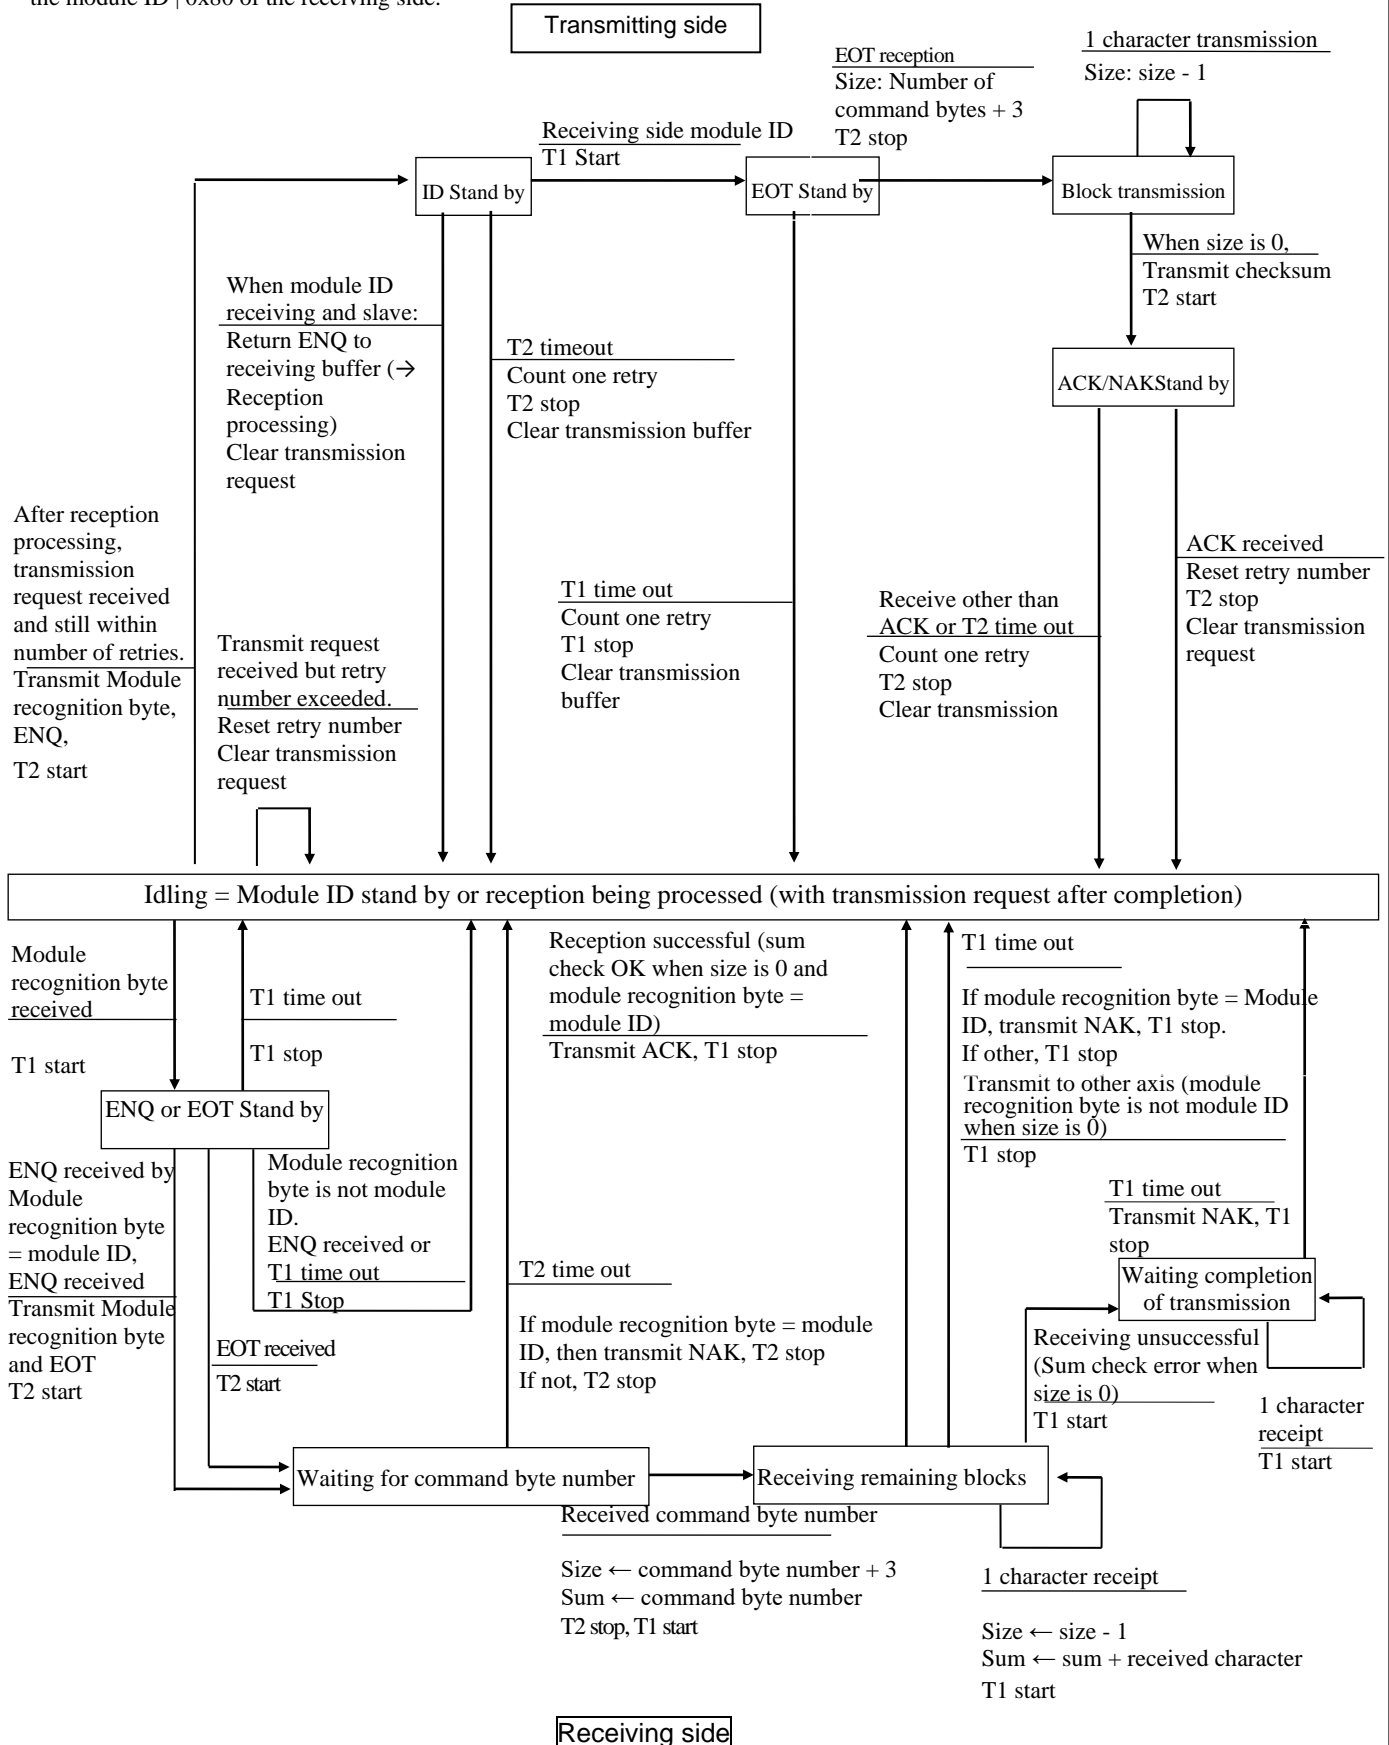 the module ID | 0x80 of the receiving side.
Transmitting side
1 character transmission
Size: size - 1
EOT reception
Size: Number of
command bytes + 3
T2 stop
Receiving side module ID
T1 Start
ID Stand by
EOT Stand by
Block transmission
When size is 0,
Transmit checksum
T2 start
When module ID
receiving and slave:
Return ENQ to
receiving buffer (→
Reception
processing)
Clear transmission
request
T2 timeout
Count one retry
T2 stop
Clear transmission buffer
ACK/NAKStand by
After reception
processing,
transmission
request received
and still within
number of retries.
Transmit Module
recognition byte,
ENQ,
T2 start
Transmit request
received but retry
number exceeded.
Reset retry number
Clear transmission
request
T1 time out
Count one retry
T1 stop
Clear transmission
buffer
Receive other than
ACK or T2 time out
Count one retry
T2 stop
Clear transmission
ACK received
Reset retry number
T2 stop
Clear transmission
request
Idling = Module ID stand by or reception being processed (with transmission request after completion)
Module
recognition byte
received
T1 start
T1 time out
T1 stop
Reception successful (sum
check OK when size is 0 and
module recognition byte =
module ID)
Transmit ACK, T1 stop
T1 time out
If module recognition byte = Module
ID, transmit NAK, T1 stop.
If other, T1 stop
Transmit to other axis (module
recognition byte is not module ID
when size is 0)
T1 stop
ENQ or EOT Stand by
ENQ received by
Module
recognition byte
= module ID,
ENQ received
Transmit Module
recognition byte
and EOT
T2 start
Module recognition
byte is not module
ID.
ENQ received or
T1 time out
T1 Stop
EOT received
T2 start
T2 time out
If module recognition byte = module
ID, then transmit NAK, T2 stop
If not, T2 stop
T1 time out
Transmit NAK, T1
stop
Waiting completion
of transmission
Receiving unsuccessful
(Sum check error when
size is 0)
T1 start
1 character
receipt
T1 start
Waiting for command byte number
Receiving remaining blocks
Received command byte number
Size ← command byte number + 3
Sum ← command byte number
T2 stop, T1 start
1 character receipt
Size ← size - 1
Sum ← sum + received character
T1 start
Receiving side